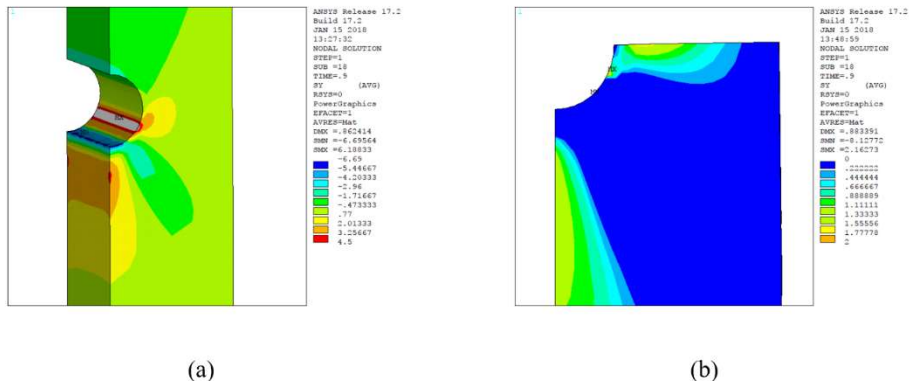 1
ANSYS Release 17.2
Build 17.2
JAN 15 2018
13:27:32
NODAL SOLUTION
STEP=1
SUB =18
TIME=.9
SY (AVG)
RSYS=0
PowerGraphics
EFACET=1
AVRES=Mat
DMX =.862414
SMN =-6.69564
SMX =6.18833
-6.69
-5.44667
-4.20333
-2.96
-1.71667
-.473333
.77
2.01333
3.25667
4.5
MX
(a)
1
ANSYS Release 17.2
Build 17.2
JAN 15 2018
13:48:59
NODAL SOLUTION
STEP=1
SUB =18
TIME=.9
SY (AVG)
RSYS=0
PowerGraphics
EFACET=1
AVRES=Mat
DMX =.883391
SMN =-8.12772
SMX =2.16273
0
.222222
.444444
.666667
.888889
1.11111
1.33333
1.55556
1.77778
2
MX
(b)